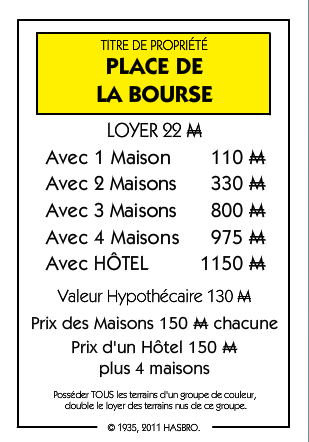 TITRE DE PROPRIÉTÉ
PLACE DE
LA BOURSE
LOYER 22 M
Avec 1 Maison 110 M
Avec 2 Maisons 330 M
Avec 3 Maisons 800 M
Avec 4 Maisons 975 M
Avec HÔTEL 1150 M
Valeur Hypothécaire 130 M
Prix des Maisons 150 M chacune
Prix d'un Hôtel 150 M
plus 4 maisons
Posséder TOUS les terrains d'un groupe de couleur,
double le loyer des terrains nus de ce groupe.
© 1935, 2011 HASBRO.